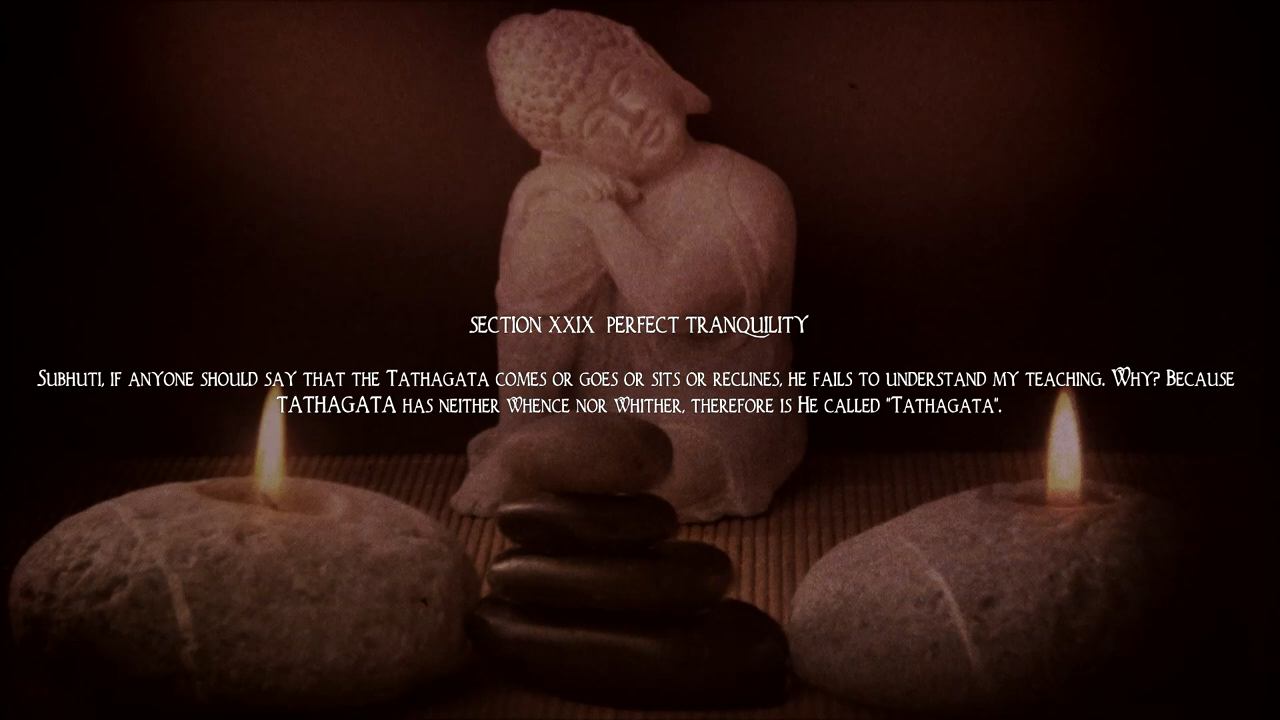 SECTION XXIX PERFECT TRANQUILITY
Subhuti, if anyone should say that the Tathagata comes or goes or sits or reclines, he fails to understand my teaching. Why? Because
TATHAGATA has neither whence nor whither, therefore is He called "Tathagata".